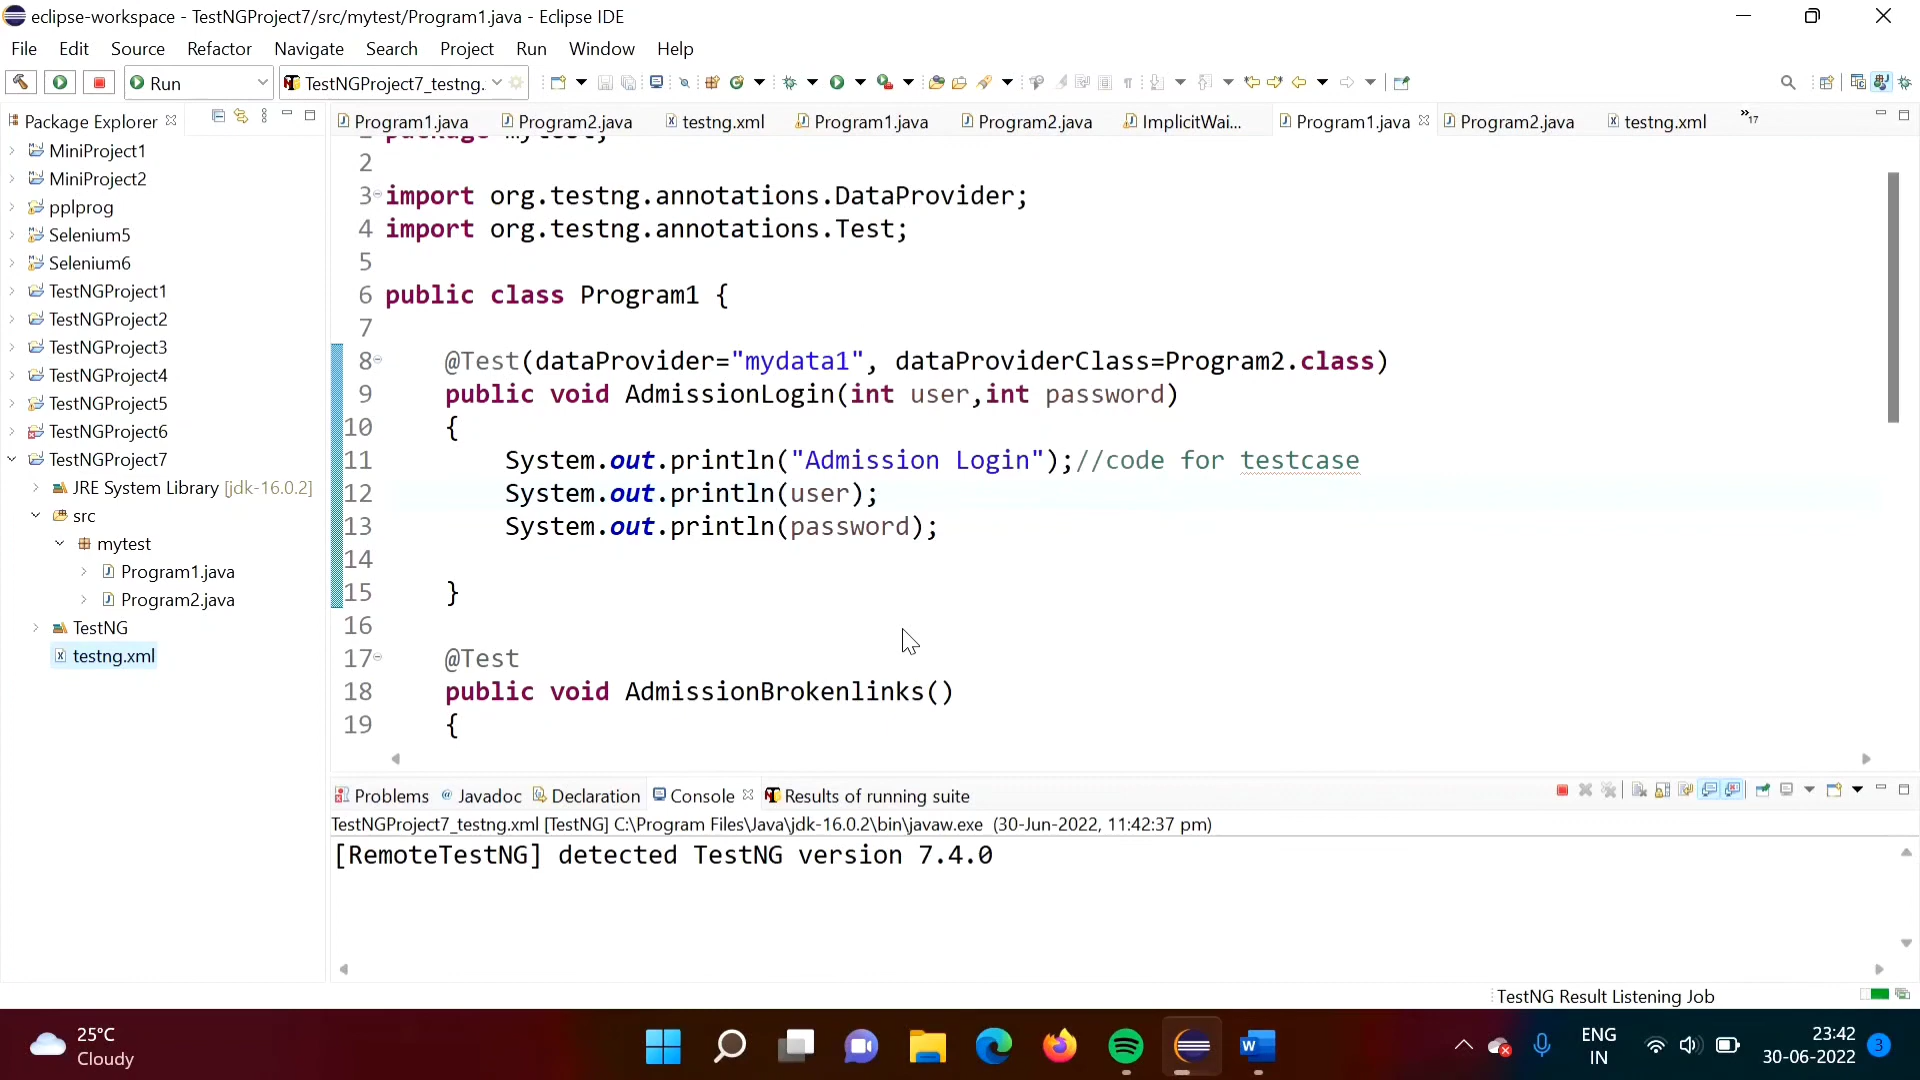 eclipse-workspace - TestNGProject7/src/mytest/Program1.java - Eclipse IDE
File Edit Source Refactor Navigate Search Project Run Window Help
Run TestNGProject7_testng.
Package Explorer
MiniProject1
MiniProject2
pplprog
Selenium5
Selenium6
TestNGProject1
TestNGProject2
TestNGProject3
TestNGProject4
TestNGProject5
TestNGProject6
TestNGProject7
JRE System Library [jdk-16.0.2]
src
mytest
Program1.java
Program2.java
TestNG
testng.xml
Program1.java Program2.java testng.xml Program1.java Program2.java ImplicitWai... Program1.java Program2.java testng.xml »17
package mytest;
2
3 import org.testng.annotations.DataProvider;
4 import org.testng.annotations.Test;
5
6 public class Program1 {
7
8 @Test(dataProvider="mydata1", dataProviderClass=Program2.class)
9 public void AdmissionLogin(int user,int password)
10 {
11 System.out.println("Admission Login");//code for testcase
12 System.out.println(user);
13 System.out.println(password);
14
15 }
16
17 @Test
18 public void AdmissionBrokenlinks()
19 {
Problems @ Javadoc Declaration Console Results of running suite
TestNGProject7_testng.xml [TestNG] C:\Program Files\Java\jdk-16.0.2\bin\javaw.exe (30-Jun-2022, 11:42:37 pm)
[RemoteTestNG] detected TestNG version 7.4.0
TestNG Result Listening Job
25°C
Cloudy
W
ENG
IN
23:42
30-06-2022
3